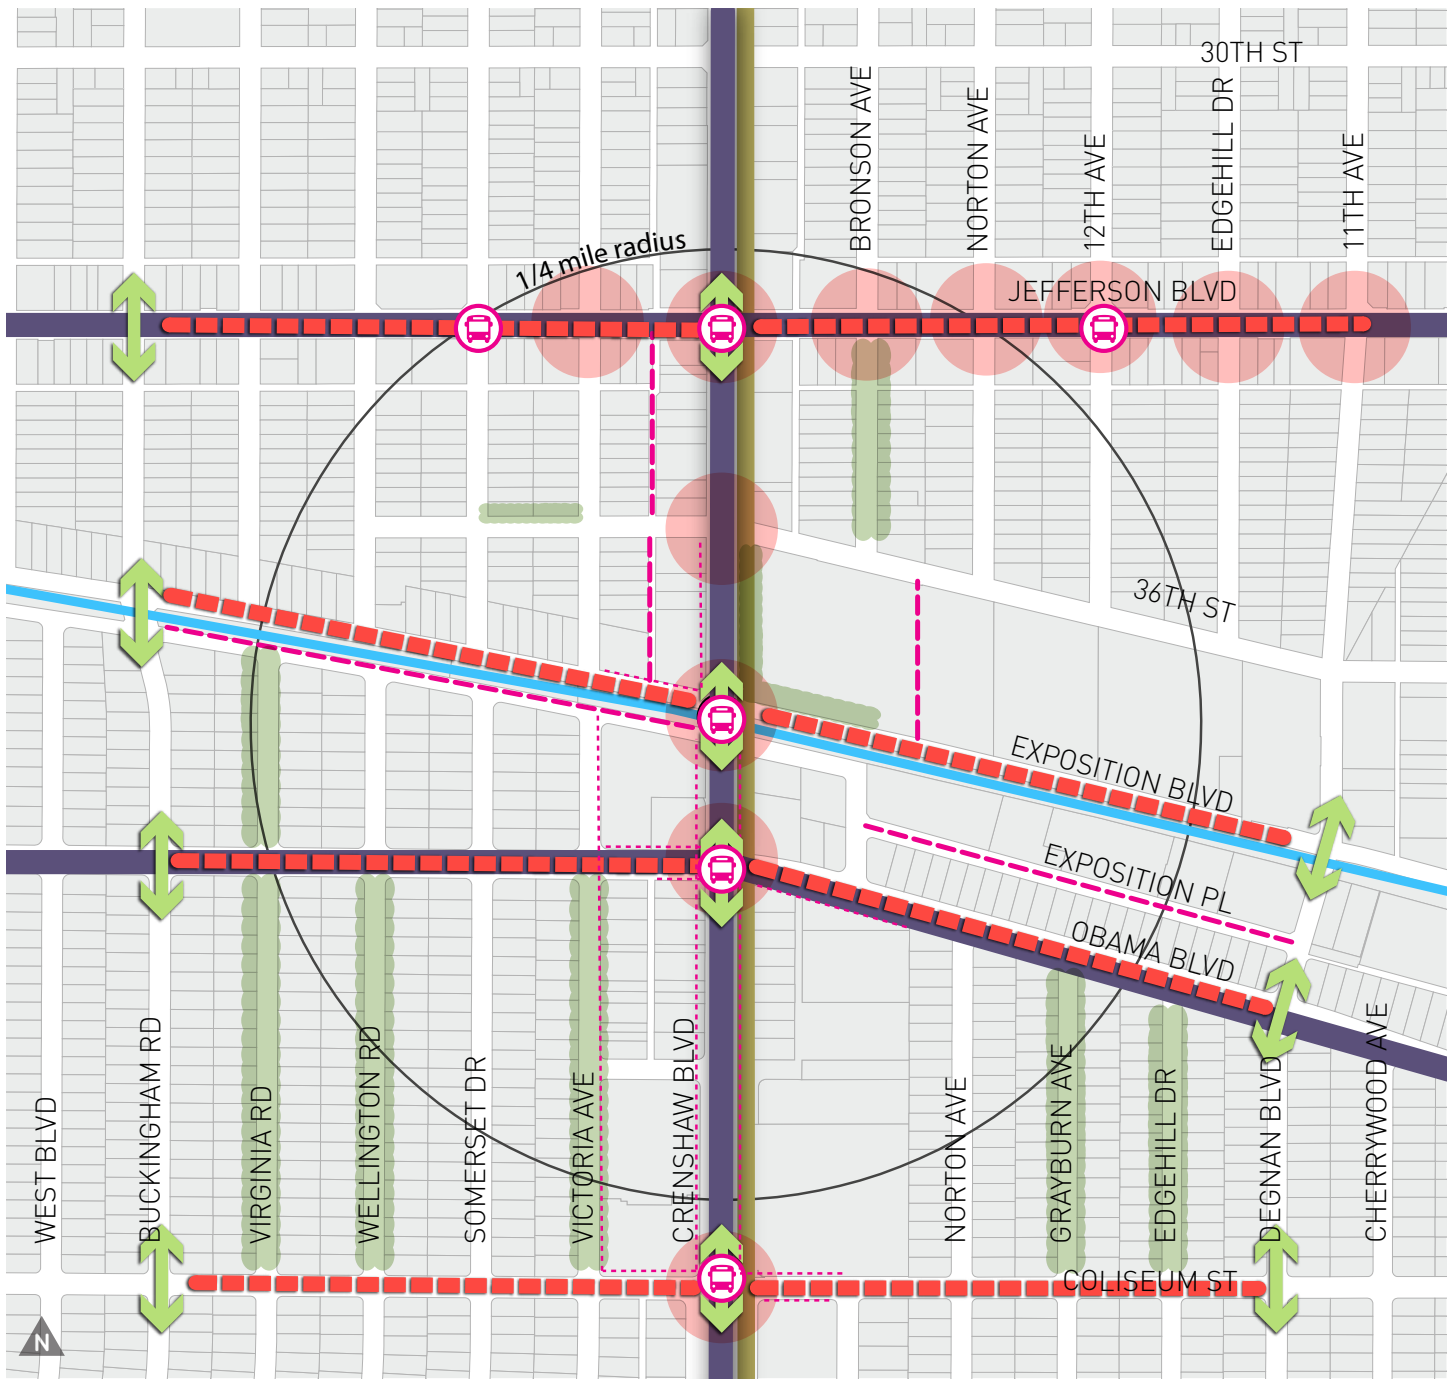 30TH ST
BRONSON AVE
NORTON AVE
12TH AVE
EDGEHILL DR
11TH AVE
1/4 mile radius
JEFFERSON BLVD
36TH ST
EXPOSITION BLVD
EXPOSITION PL
OBAMA BLVD
WEST BLVD
BUCKINGHAM RD
VIRGINIA RD
WELLINGTON RD
SOMERSET DR
VICTORIA AVE
CRENSHAW BLVD
NORTON AVE
GRAYBURN AVE
EDGEHILL DR
DEGNAN BLVD
CHERRYWOOD AVE
COLISEUM ST
N